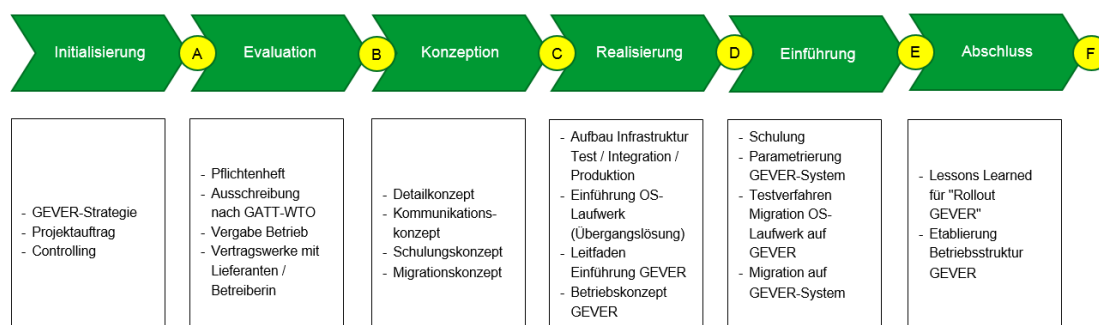 Initialisierung
A
Evaluation
B
Konzeption
C
Realisierung
D
Einführung
E
Abschluss
F
- GEVER-Strategie
- Projektauftrag
- Controlling
- Pflichtenheft
- Ausschreibung
nach GATT-WTO
- Vergabe Betrieb
- Vertragswerke mit
Lieferanten /
Betreiberin
- Detailkonzept
- Kommunikations-
konzept
- Schulungskonzept
- Migrationskonzept
- Aufbau Infrastruktur
Test / Integration /
Produktion
- Einführung OS-
Laufwerk
(Übergangslösung)
- Leitfaden
Einführung GEVER
- Betriebskonzept
GEVER
- Schulung
- Parametrierung
GEVER-System
- Testverfahren
Migration OS-
Laufwerk auf
GEVER
- Migration auf
GEVER-System
- Lessons Learned
für "Rollout
GEVER"
- Etablierung
Betriebsstruktur
GEVER